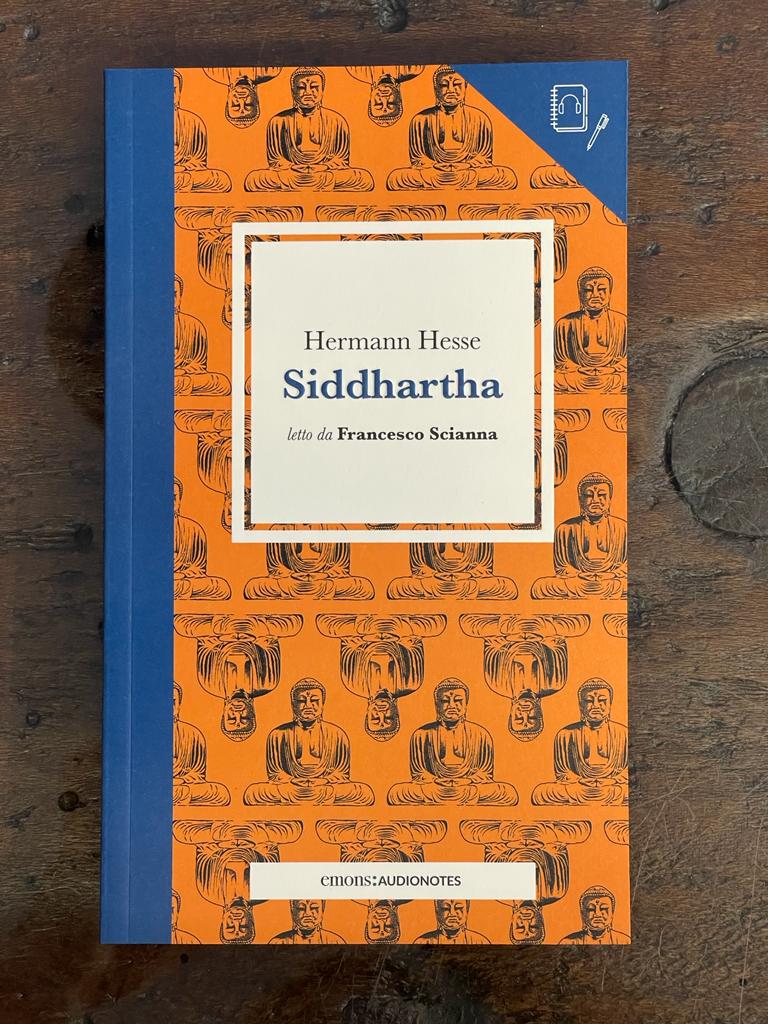 Hermann Hesse
Siddhartha
letto da Francesco Scianna
emons:AUDIONOTES